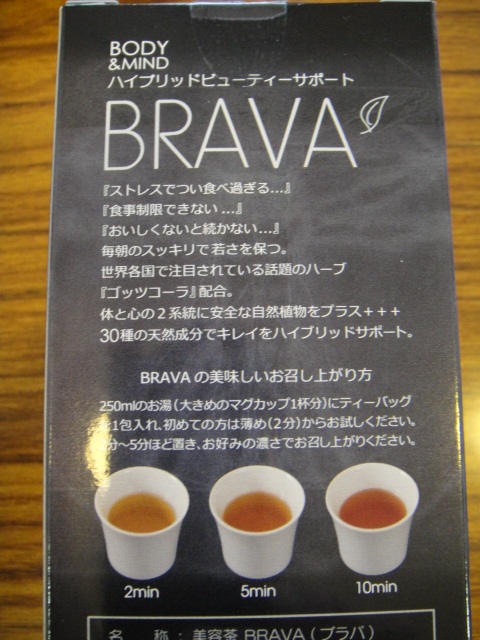 BODY
&MIND
ハイブリッドビューティーサポート
BRAVA
『ストレスでつい食べ過ぎる…』
『食事制限できない …』
『おいしくないと続かない…』
毎朝のスッキリで若さを保つ。
世界各国で注目されている話題のハーブ
『ゴッツコーラ』配合。
体と心の2系統に安全な自然植物をプラス+++
30種の天然成分でキレイをハイブリッドサポート。
BRAVA の美味しいお召し上がり方
250mlのお湯(大きめのマグカップ1杯分)にティーバッグ
1包入れ、初めての方は薄め(2分)からお試しください。
分〜5分ほど置き、お好みの濃さでお召し上がりください。
2min 5min 10min
名 称 : 美容茶 BRAVA ( ブラバ )